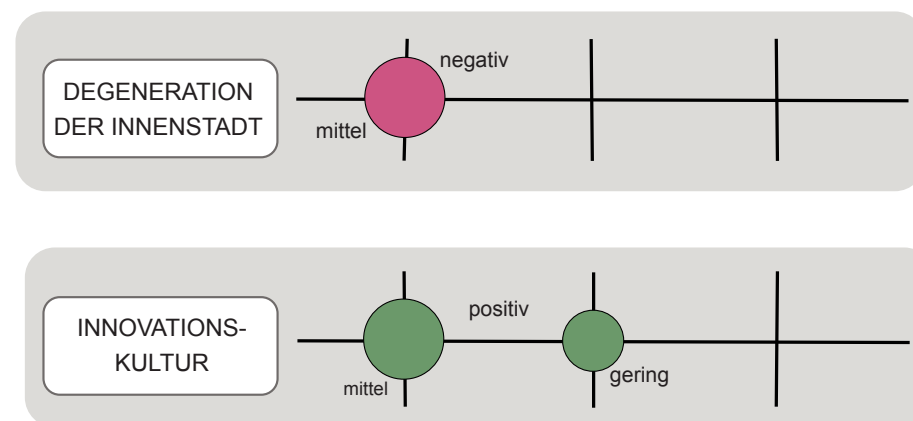 DEGENERATION
DER INNENSTADT
negativ
mittel
INNOVATIONS-
KULTUR
positiv
mittel
gering